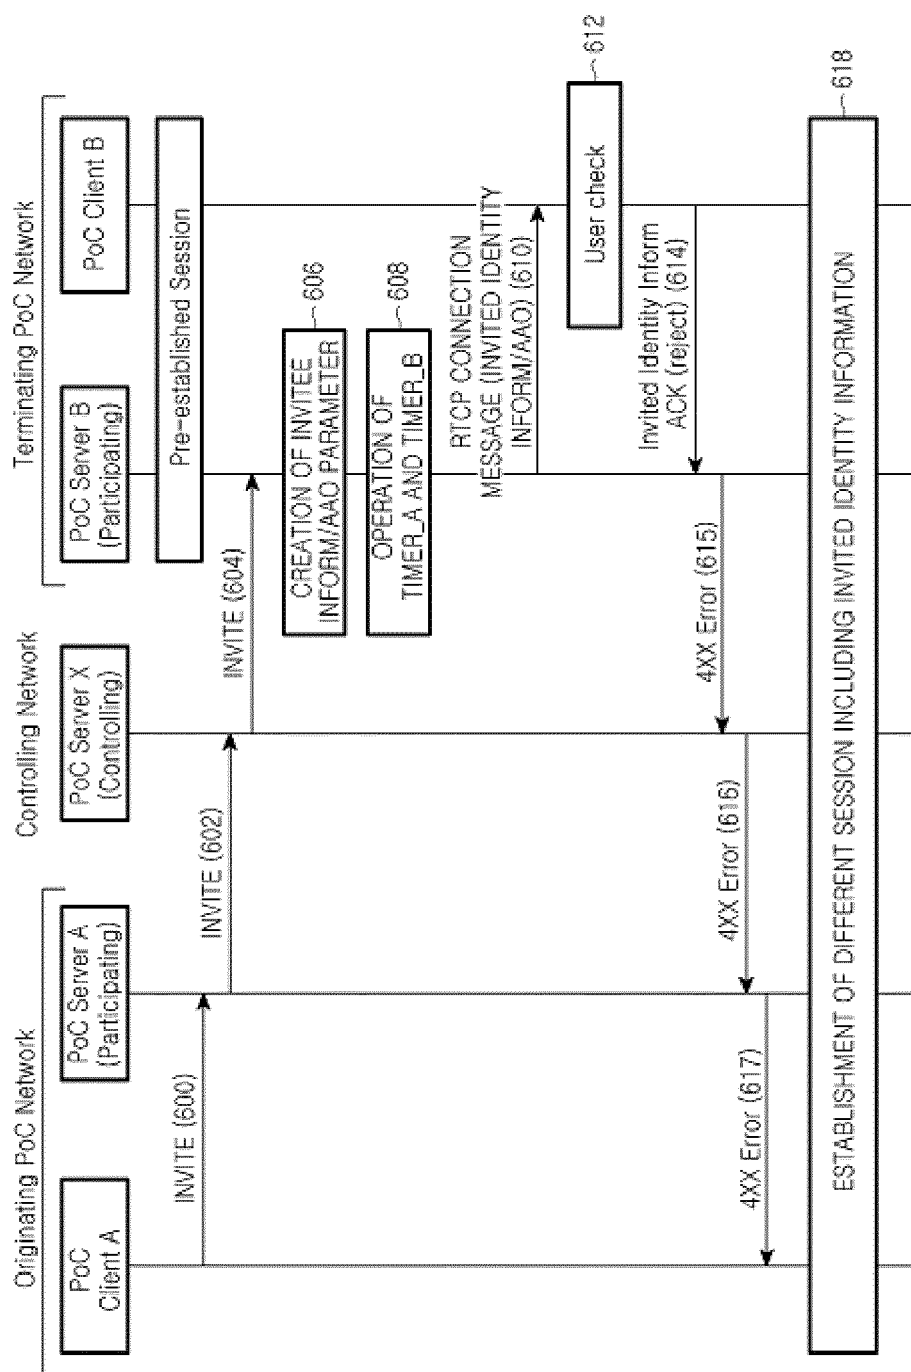 Originating PoC Network
Controlling Network
Terminating PoC Network
PoC
Client A
PoC Server A
(Participating)
PoC Server X
(Controlling)
PoC Server B
(Participating)
PoC Client B
Pre-established Session
INVITE (600)
INVITE (602)
INVITE (604)
CREATION OF INVITEE
INFORM/AAO PARAMETER
606
OPERATION OF
TIMER_A AND TIMER_B
608
RTCP CONNECTION
MESSAGE (INVITED IDENTITY
INFORM/AAO) (610)
User check
612
Invited Identity Inform
ACK (reject) (614)
4XX Error (615)
4XX Error (616)
4XX Error (617)
ESTABLISHMENT OF DIFFERENT SESSION INCLUDING INVITED IDENTITY INFORMATION
618